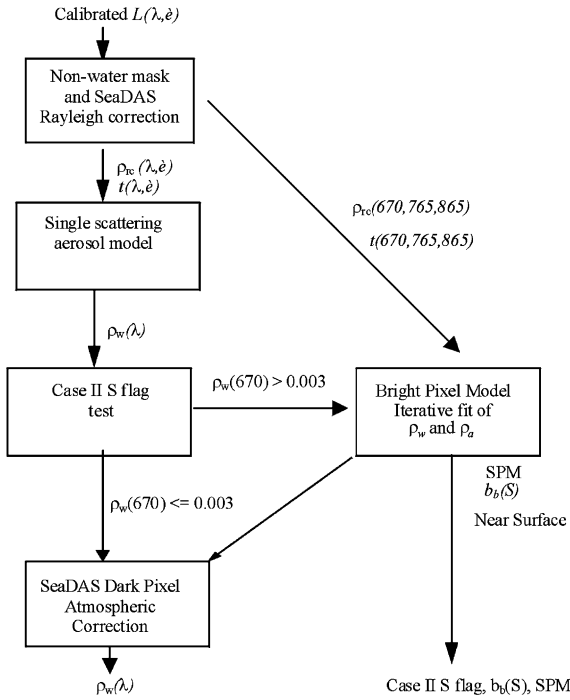 Calibrated L(λ,è)
Non-water mask
and SeaDAS
Rayleigh correction
ρrc(λ,è)
t(λ,è)
ρrc(670,765,865)
t(670,765,865)
Single scattering
aerosol model
ρw(λ)
Case II S flag
test
ρw(670) > 0.003
Bright Pixel Model
Iterative fit of
ρw and ρa
ρw(670) <= 0.003
SPM
bb(S)
Near Surface
SeaDAS Dark Pixel
Atmospheric
Correction
ρw(λ)
Case II S flag, bb(S), SPM